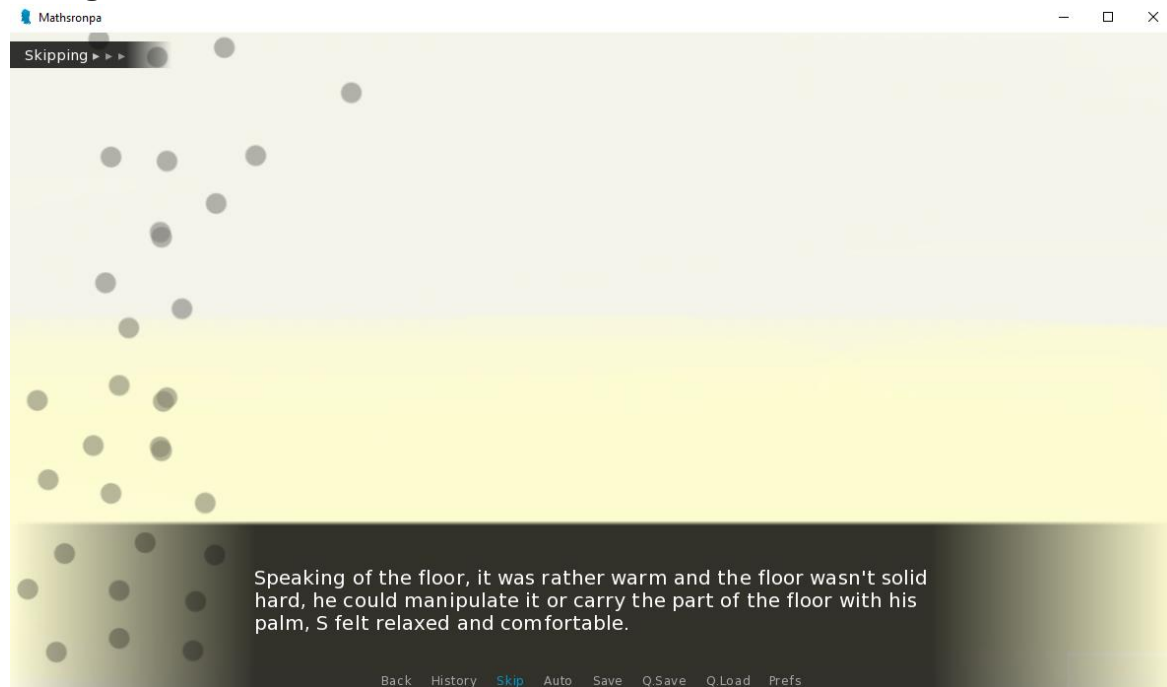 Mathsronpa
Skipping
Speaking of the floor, it was rather warm and the floor wasn't solid
hard, he could manipulate it or carry the part of the floor with his
palm, S felt relaxed and comfortable.
Back History Skip Auto Save Q.Save Q.Load Prefs